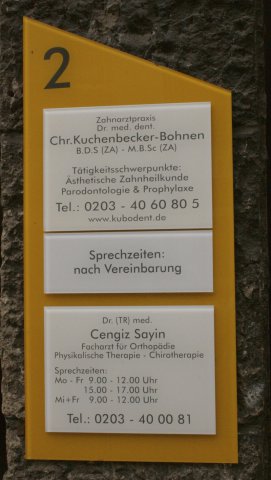 2
Zahnarztpraxis
Dr. med. dent.
Chr.Kuchenbecker-Bohnen
B.D.S (ZA) - M.B.Sc (ZA)
Tätigkeitsschwerpunkte:
Ästhetische Zahnheilkunde
Parodontologie & Prophylaxe
Tel.: 0203 - 40 60 80 5
www.kubodent.de
Sprechzeiten:
nach Vereinbarung
Dr. (TR) med.
Cengiz Sayin
Facharzt für Orthopädie
Physikalische Therapie - Chirotherapie
Sprechzeiten:
Mo - Fr 9.00 - 12.00 Uhr
15.00 - 17.00 Uhr
Mi+Fr 9.00 - 12.00 Uhr
Tel.: 0203 - 40 00 81